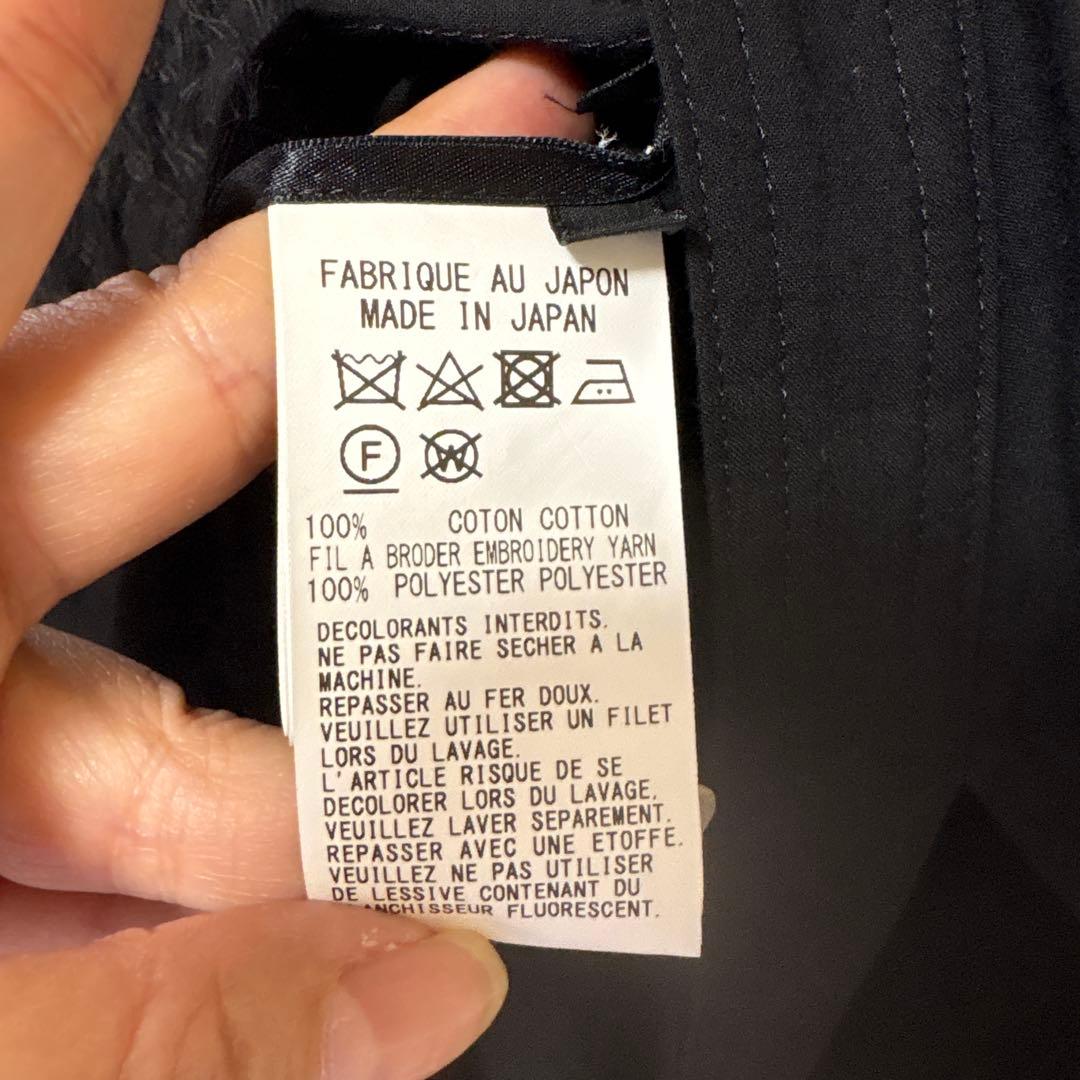 FABRIQUE AU JAPON
MADE IN JAPAN
F W
100% COTON COTTON
FIL A BRODER EMBROIDERY YARN
100% POLYESTER POLYESTER
DECOLORANTS INTERDITS.
NE PAS FAIRE SECHER A LA
MACHINE.
REPASSER AU FER DOUX.
VEUILLEZ UTILISER UN FILET
LORS DU LAVAGE.
L'ARTICLE RISQUE DE SE
DECOLORER LORS DU LAVAGE,
VEUILLEZ LAVER SEPAREMENT.
REPASSER AVEC UNE ETOFFE.
VEUILLEZ NE PAS UTILISER
DE LESSIVE CONTENANT DU
FLUORESCENT.